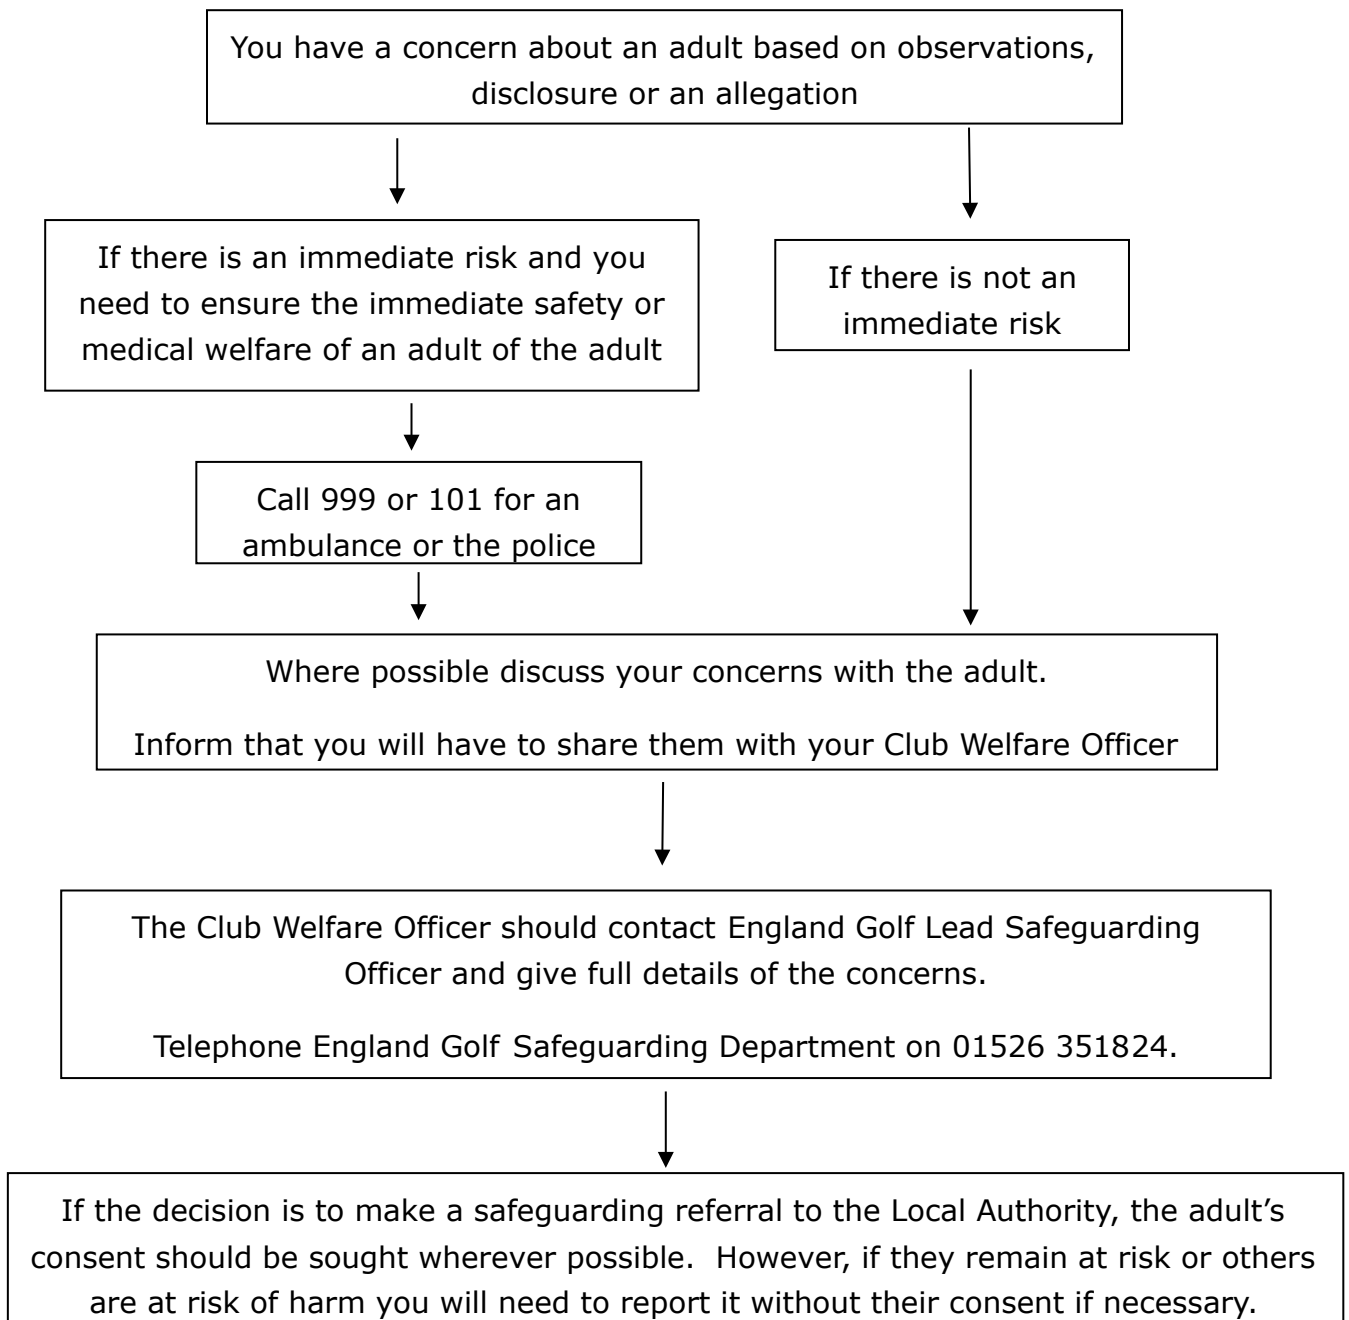 You have a concern about an adult based on observations,
disclosure or an allegation
If there is an immediate risk and you
need to ensure the immediate safety or
medical welfare of an adult of the adult
If there is not an
immediate risk
Call 999 or 101 for an
ambulance or the police
Where possible discuss your concerns with the adult.
Inform that you will have to share them with your Club Welfare Officer
The Club Welfare Officer should contact England Golf Lead Safeguarding
Officer and give full details of the concerns.
Telephone England Golf Safeguarding Department on 01526 351824.
If the decision is to make a safeguarding referral to the Local Authority, the adult’s
consent should be sought wherever possible.  However, if they remain at risk or others
are at risk of harm you will need to report it without their consent if necessary.